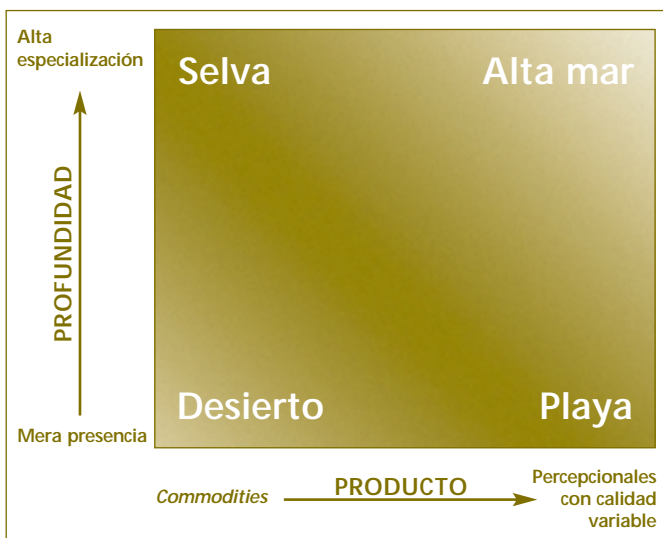 Alta
especialización
Selva
Alta mar
PROFUNDIDAD
Desierto
Playa
Mera presencia
Commodities
PRODUCTO
Percepcionales
con calidad
variable